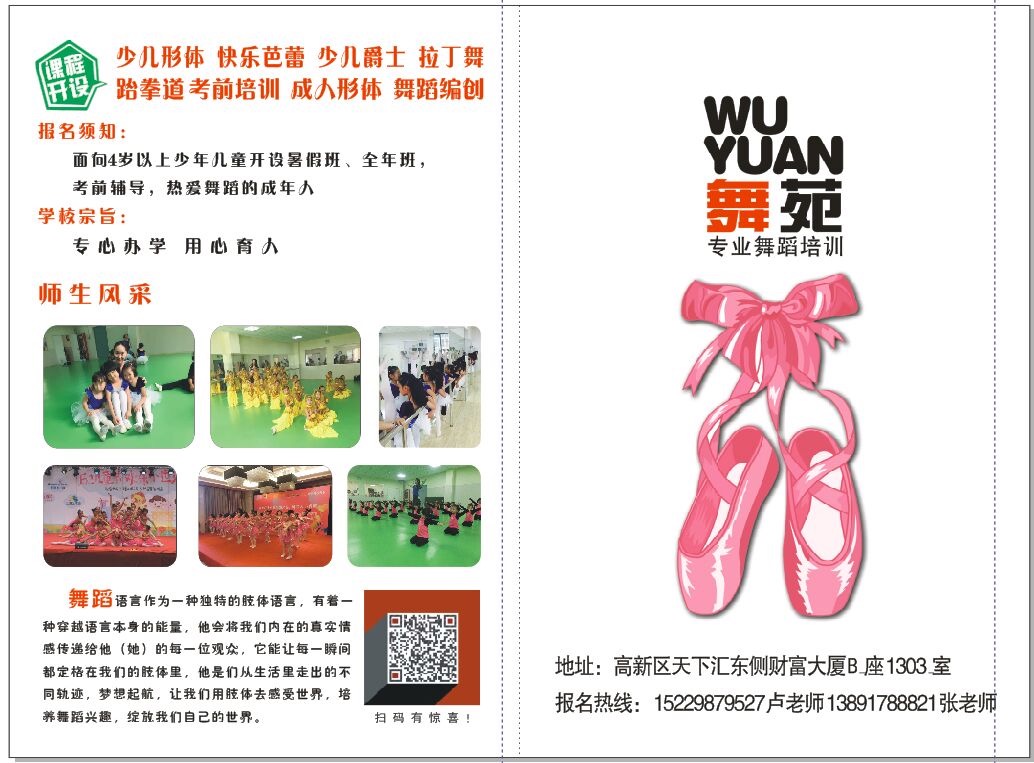 课程
开设
少儿形体 快乐芭蕾 少儿爵士 拉丁舞
跆拳道 考前培训 成人形体 舞蹈编创
报名须知：
面向4岁以上少年儿童开设暑假班、全年班，
考前辅导，热爱舞蹈的成年人
学校宗旨：
专心办学 用心育人
师生风采
舞蹈语言作为一种独特的肢体语言，有着一
种穿越语言本身的能量，他会将我们内在的真实情
感传递给他（她）的每一位观众，它能让每一瞬间
都定格在我们的肢体里，他是们从生活里走出的不
同轨迹，梦想起航，让我们用肢体去感受世界，培
养舞蹈兴趣，绽放我们自己的世界。
扫码有惊喜！
WU
YUAN
舞苑
专业舞蹈培训
地址：高新区天下汇东侧财富大厦B_座1303_室
报名热线：15229879527卢老师13891788821张老师